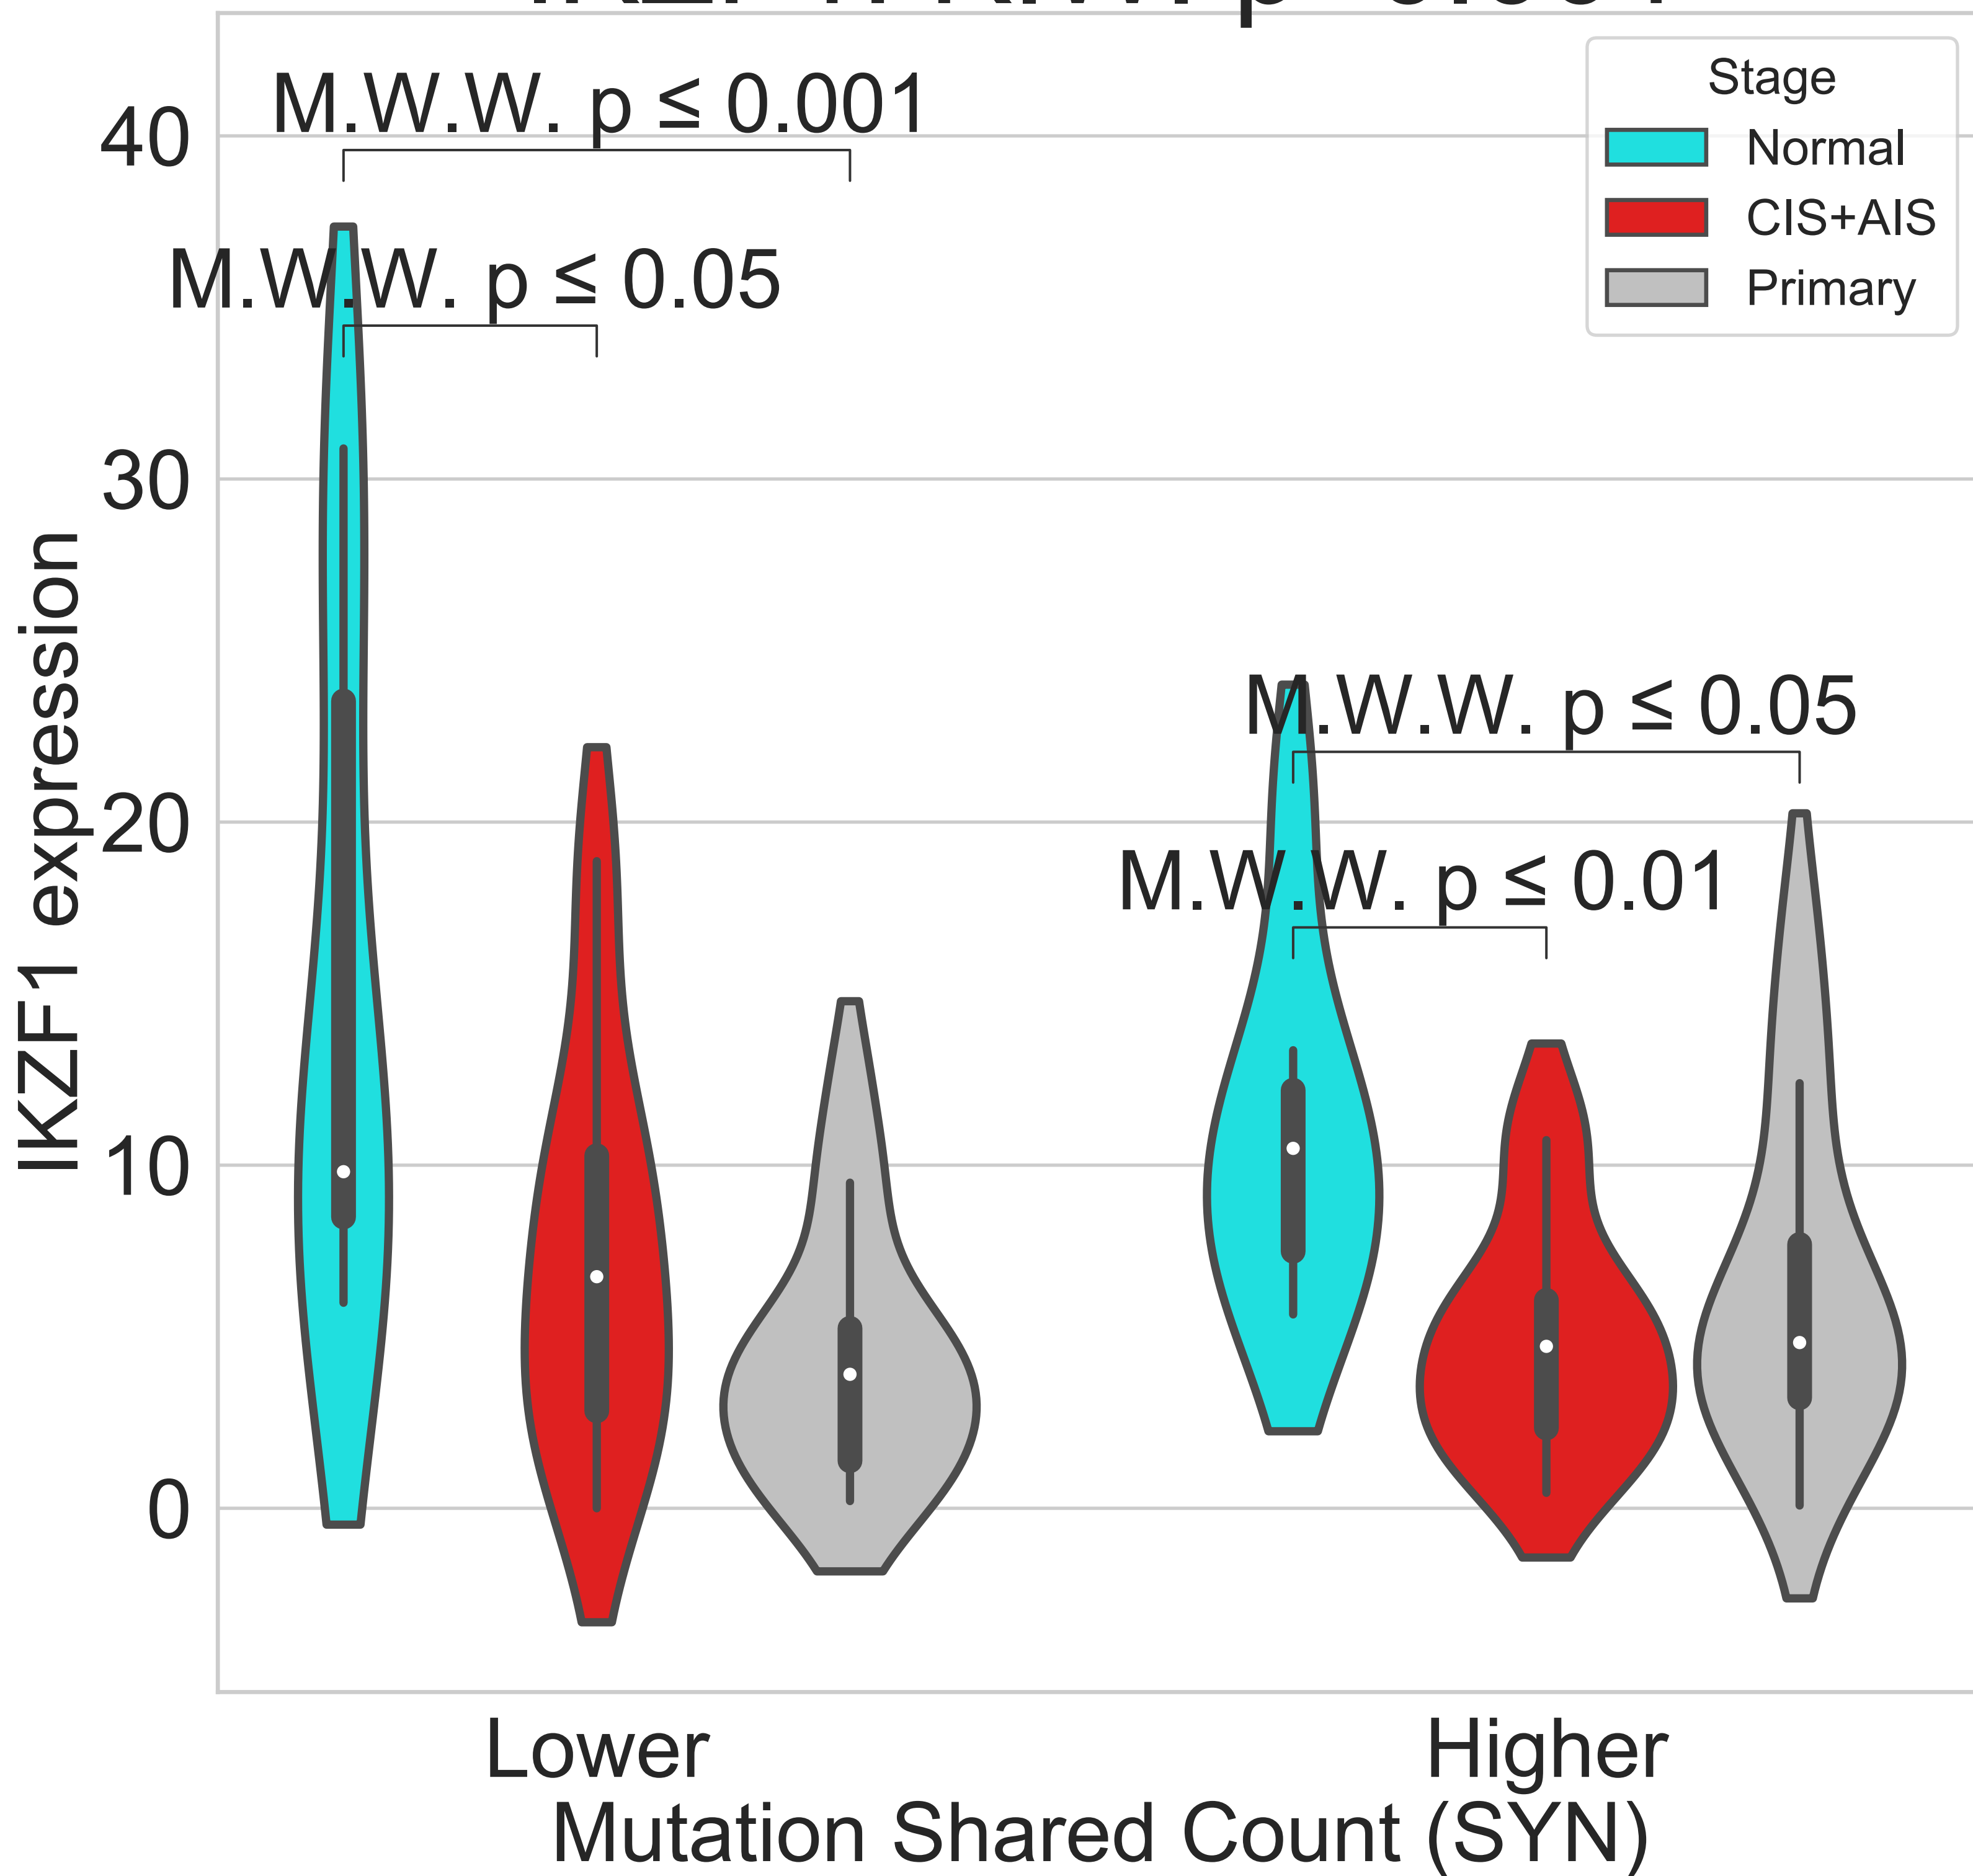 M.W.W. p ≤ 0.001
M.W.W. p ≤ 0.05
M.W.W. p ≤ 0.05
M.W.W. p ≤ 0.01
Stage
Normal
CIS+AIS
Primary
40
30
20
10
0
IKZF1 expression
Lower
Higher
Mutation Shared Count (SYN)